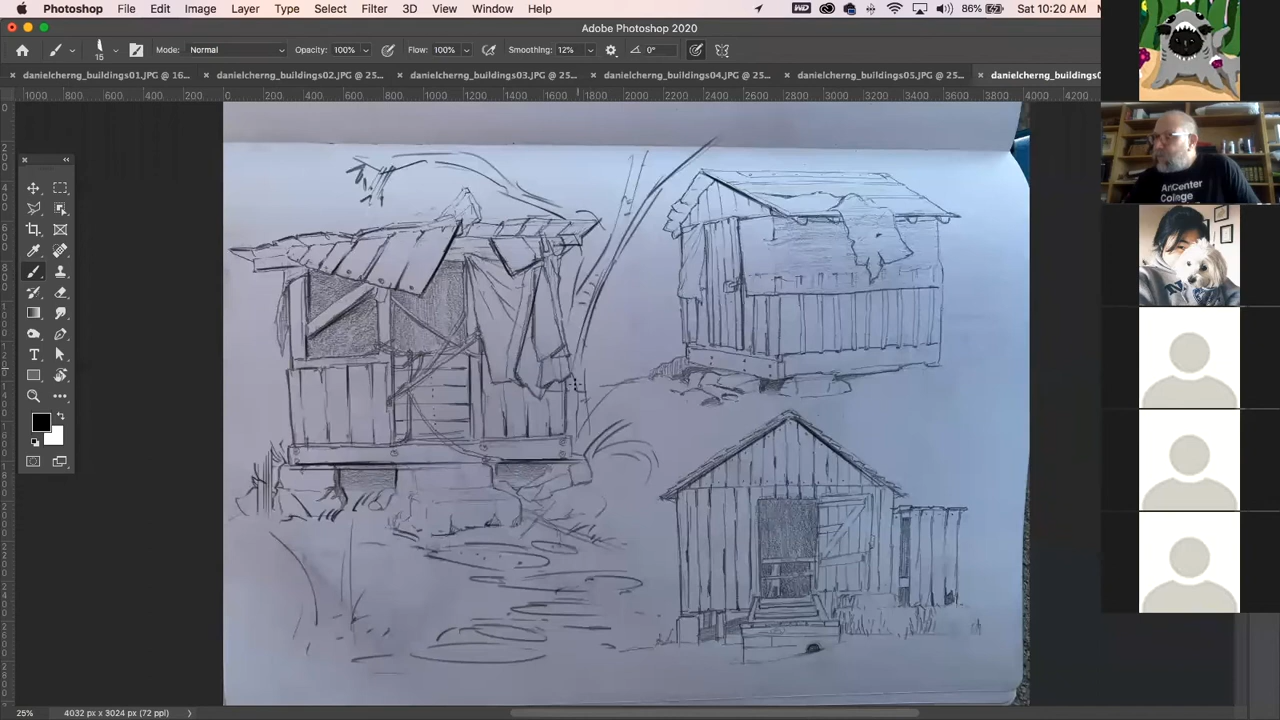 Photoshop File Edit Image Layer Type Select Filter 3D View Window Help 86% Sat 10:20 AM
Adobe Photoshop 2020
15 Mode: Normal Opacity: 100% Flow: 100% Smoothing: 12% 0°
danielcherng_buildings01.JPG @ 16... danielcherng_buildings02.JPG @ 25... danielcherng_buildings03.JPG @ 25... danielcherng_buildings04.JPG @ 25... danielcherng_buildings05.JPG @ 25... danielcherng_buildings0
1000 800 600 400 200 0 200 400 600 800 1000 1200 1400 1600 1800 2000 2200 2400 2600 2800 3000 3200 3400 3600 3800 4000 4200
ArtCenter
College
25% 4032 px x 3024 px (72 ppi)